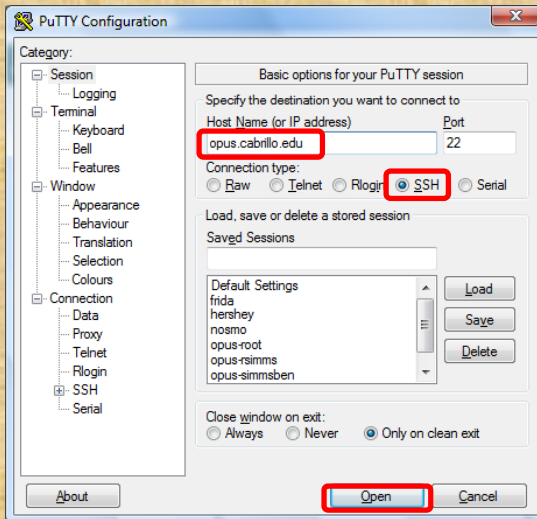 PuTTY Configuration
Category:
Session
Logging
Terminal
Keyboard
Bell
Features
Window
Appearance
Behaviour
Translation
Selection
Colours
Connection
Data
Proxy
Telnet
Rlogin
SSH
Serial
Basic options for your PuTTY session
Specify the destination you want to connect to
Host Name (or IP address) Port
opus.cabrillo.edu 22
Connection type:
Raw Telnet Rlogin SSH Serial
Load, save or delete a stored session
Saved Sessions
Default Settings
frida
hershey
nosmo
opus-root
opus-rsimms
opus-simmsben
Load
Save
Delete
Close window on exit:
Always Never Only on clean exit
About Open Cancel